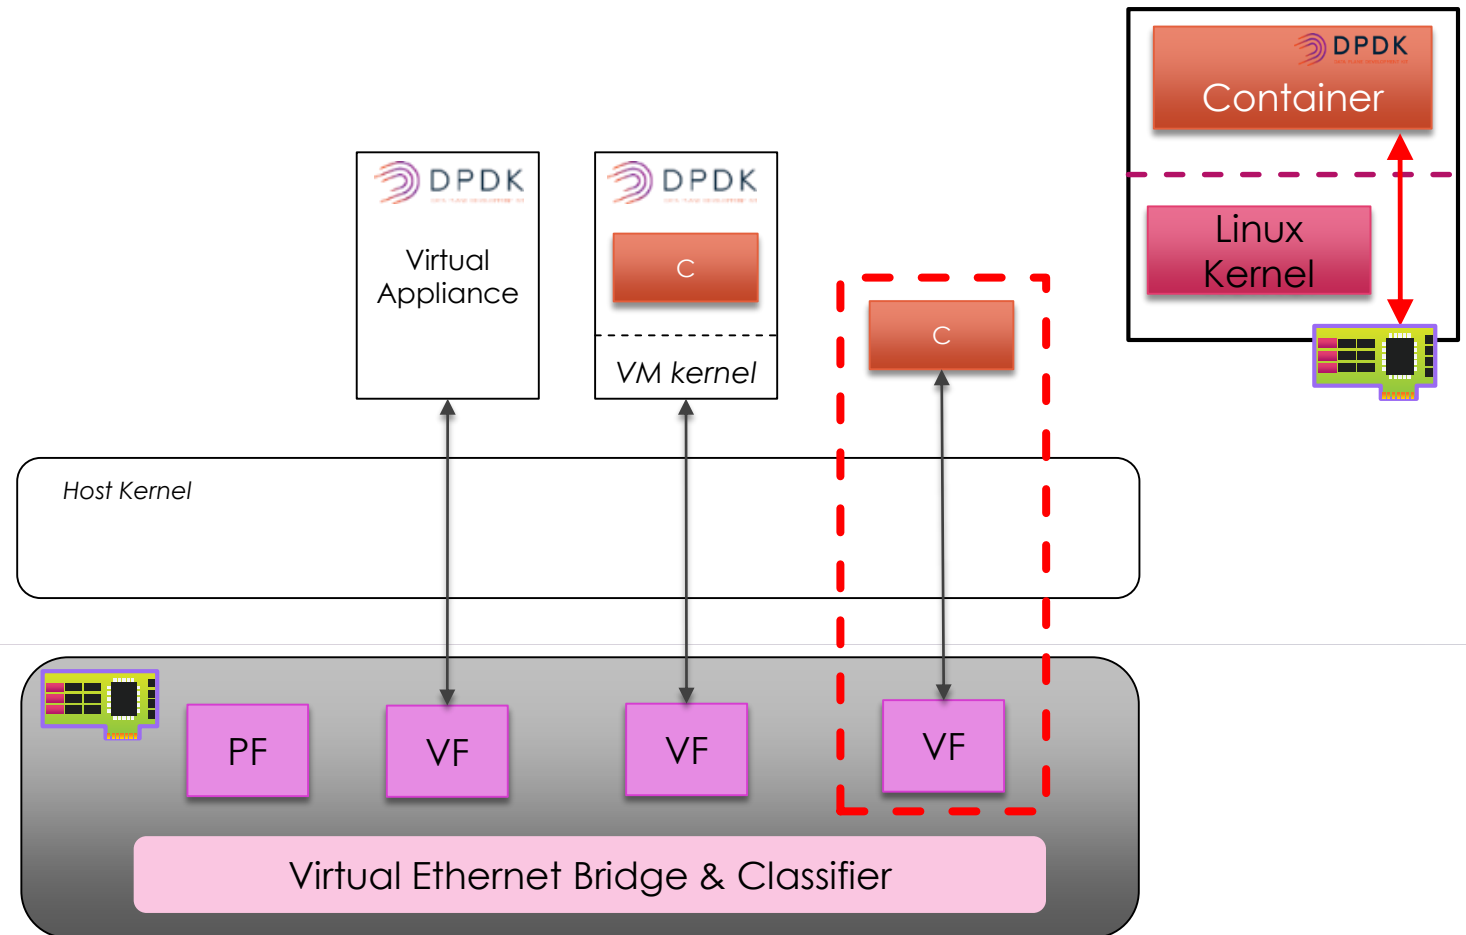 DPDK
Container
Linux
Kernel
DPDK
Virtual
Appliance
DPDK
C
VM kernel
C
Host Kernel
PF
VF
VF
VF
Virtual Ethernet Bridge & Classifier